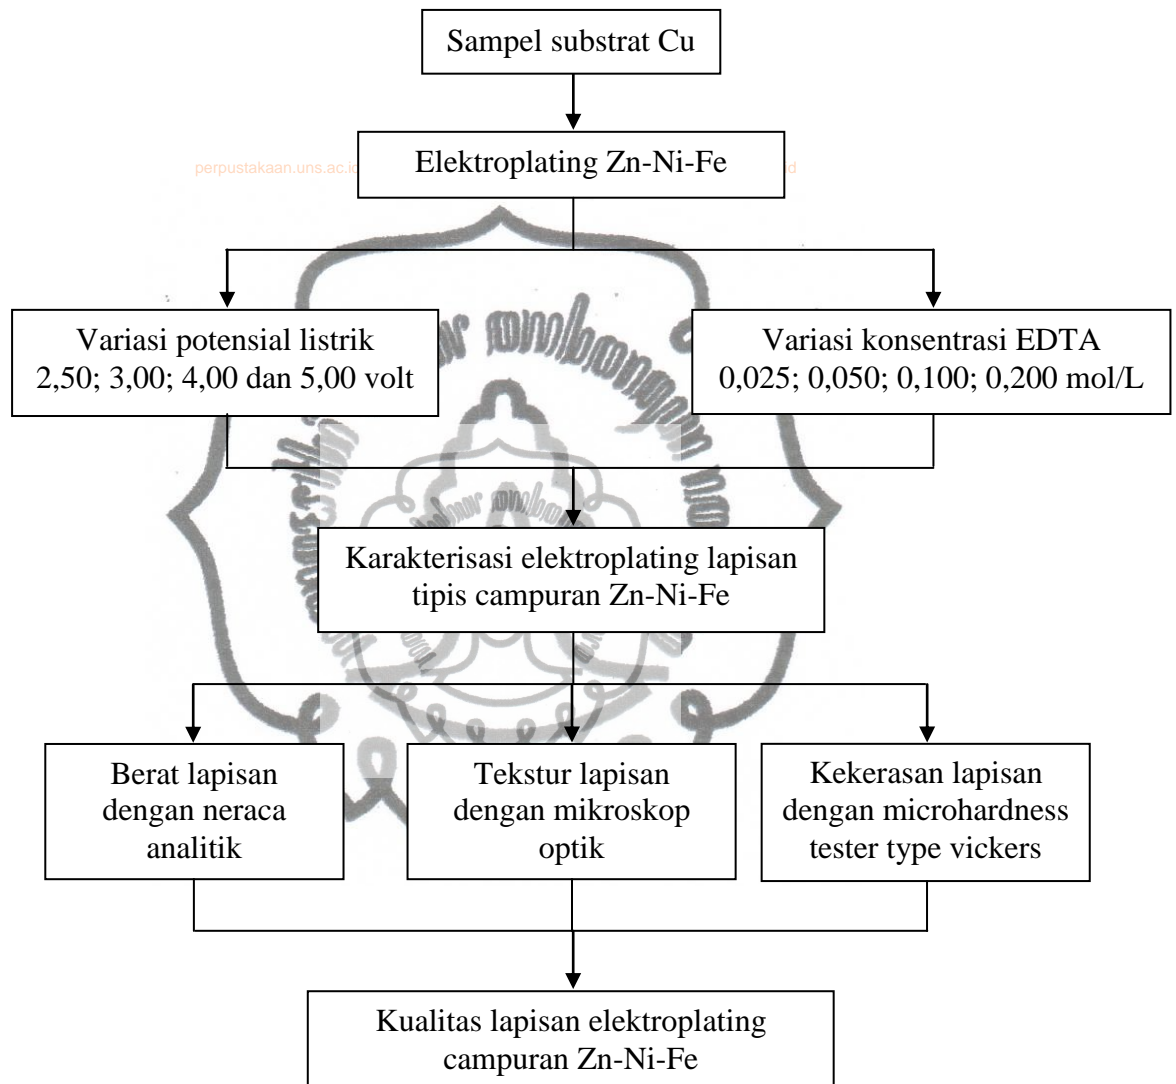 Sampel substrat Cu
perpustakaan.uns.ac.id
Elektroplating Zn-Ni-Fe
Variasi potensial listrik
2,50; 3,00; 4,00 dan 5,00 volt
Variasi konsentrasi EDTA
0,025; 0,050; 0,100; 0,200 mol/L
Karakterisasi elektroplating lapisan
tipis campuran Zn-Ni-Fe
Berat lapisan
dengan neraca
analitik
Tekstur lapisan
dengan mikroskop
optik
Kekerasan lapisan
dengan microhardness
tester type vickers
Kualitas lapisan elektroplating
campuran Zn-Ni-Fe